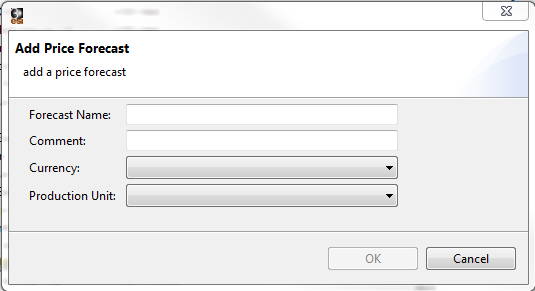 Add Price Forecast
add a price forecast
Forecast Name:
Comment:
Currency:
Production Unit:
OK Cancel